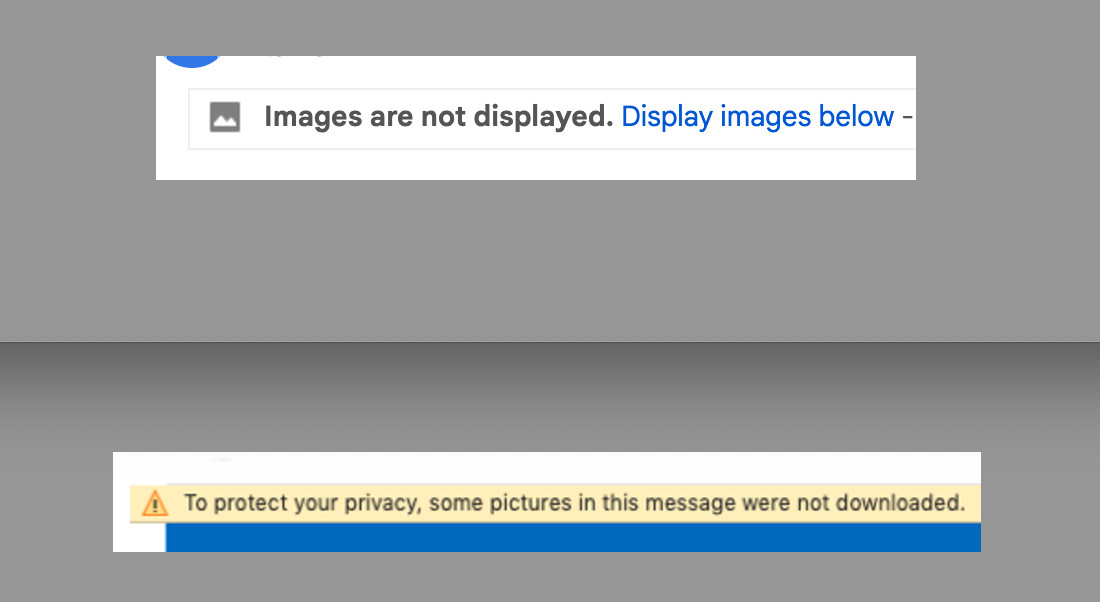 Images are not displayed. Display images below -
To protect your privacy, some pictures in this message were not downloaded.